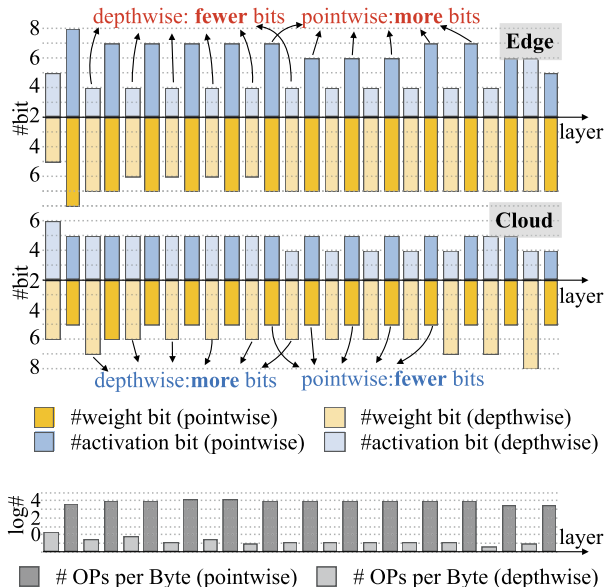 depthwise: fewer bits pointwise:more bits
Edge
8
6
4
2
4
6
#bit
layer
Cloud
6
4
2
4
6
8
#bit
layer
depthwise:more bits pointwise:fewer bits
#weight bit (pointwise) #weight bit (depthwise)
#activation bit (pointwise) #activation bit (depthwise)
4
2
0
log#
layer
# OPs per Byte (pointwise) # OPs per Byte (depthwise)